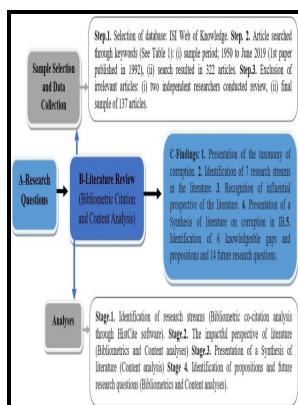 Step.1. Selection of database: ISI Web of
Knowledge. Step. 2. Article searched
through keywords (See Table 1): (i) sample period; 1950 to June 2019 (1st paper
published in 1992), (ii) search resulted in 322 articles. Step.3. Exclusion of
irrelevant articles: (i) two independent
researchers conducted review, (ii) final
sample of 137 articles.
Sample Selection
and Data
Collection
A-Research
Questions
B-Literature Review
(Bibliometric Citation
and Content Analysis)
C-Findings: 1. Presentation of the taxonomy of
corruption. 2. Identification of 7 research streams
in the literature. 3. Recognition of influential
prospective of the literature. 4. Presentation of a
Synthesis of literature on corruption in IB.5.
Identification of 6 knowledgeable gaps and
propositions and 14 future research questions.
Analyses
Stage.1. Identification of research streams
(Bibliometric co-citation analysis
through HistCite software). Stage.2. The impactful perspective of literature
(Bibliometrics and Content analyses) Stage.3. Presentation of a Synthesis of
literature (Content analysis) Stage 4. Identification of propositions and future
research questions (Bibliometrics and Content analyses).